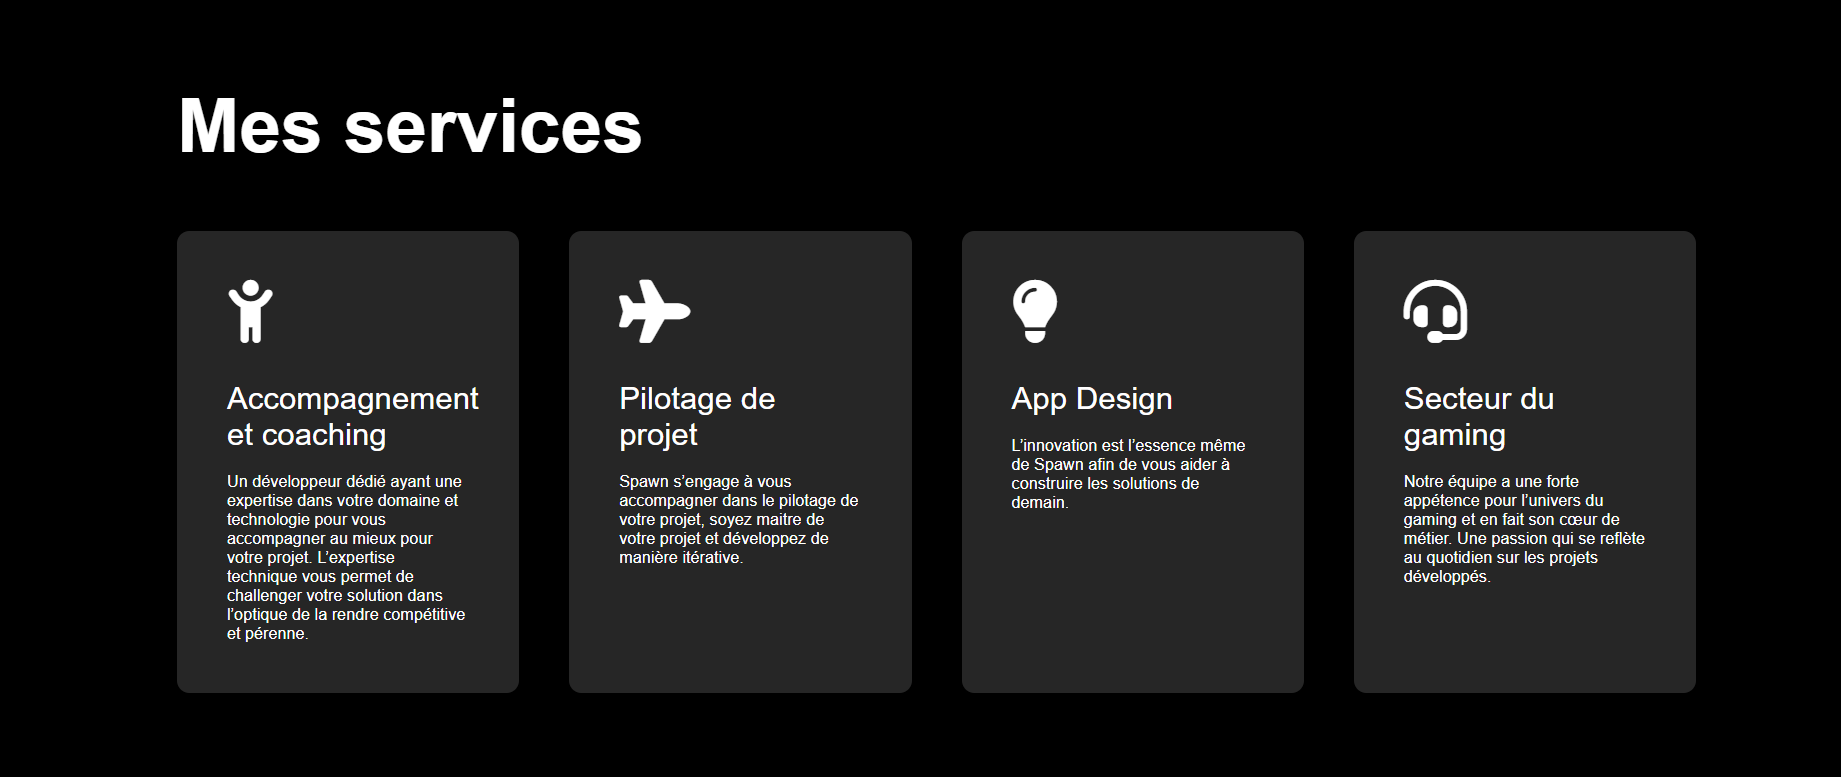 Mes services
Accompagnement
et coaching
Un développeur dédié ayant une
expertise dans votre domaine et
technologie pour vous
accompagner au mieux pour
votre projet. L’expertise
technique vous permet de
challenger votre solution dans
l’optique de la rendre compétitive
et pérenne.
Pilotage de
projet
Spawn s’engage à vous
accompagner dans le pilotage de
votre projet, soyez maitre de
votre projet et développez de
manière itérative.
App Design
L’innovation est l’essence même
de Spawn afin de vous aider à
construire les solutions de
demain.
Secteur du
gaming
Notre équipe a une forte
appétence pour l’univers du
gaming et en fait son cœur de
métier. Une passion qui se reflète
au quotidien sur les projets
développés.